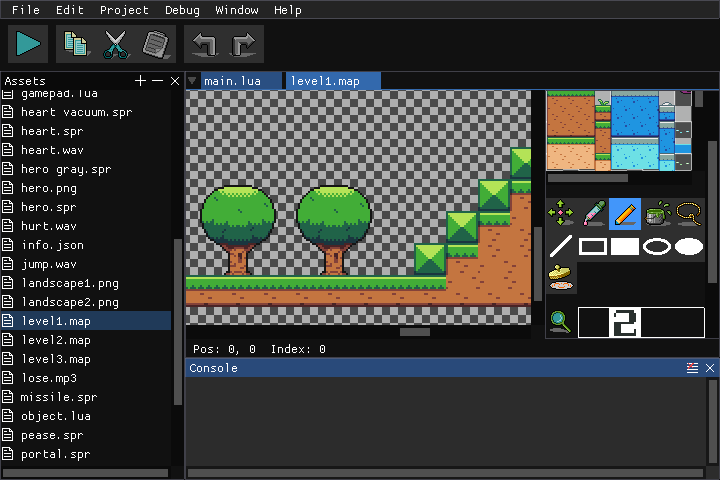 File Edit Project Debug Window Help
Assets
main.lua
level1.map
gamepad.lua
heart vacuum.spr
heart.spr
heart.wav
hero gray.spr
hero.png
hero.spr
hurt.wav
info.json
jump.wav
landscape1.png
landscape2.png
level1.map
level2.map
level3.map
lose.mp3
missile.spr
object.lua
pease.spr
portal.spr
2
Pos: 0, 0 Index: 0
Console